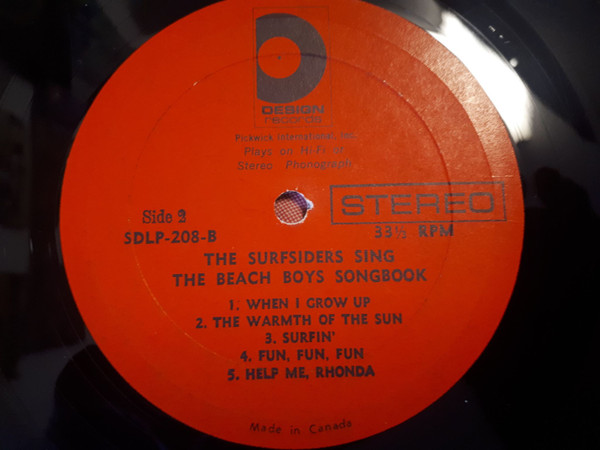 DESIGN
records
Pickwick International, Inc.
Plays on Hi-Fi or
Stereo Phonograph
Side 2
SDLP-208-B
STEREO
33⅓ RPM
THE SURFSIDERS SING
THE BEACH BOYS SONGBOOK
1. WHEN I GROW UP
2. THE WARMTH OF THE SUN
3. SURFIN'
4. FUN, FUN, FUN
5. HELP ME, RHONDA
Made in Canada